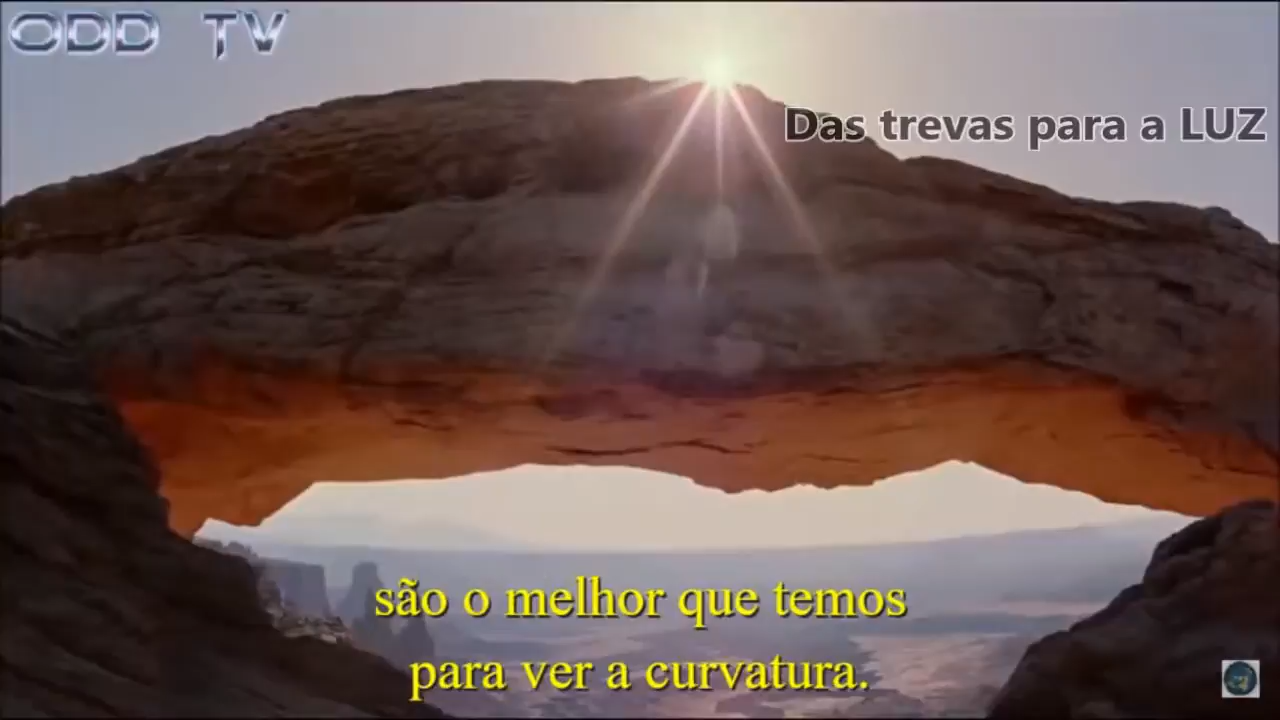 ODD TV
Das trevas para a LUZ
são o melhor que temos
para ver a curvatura.